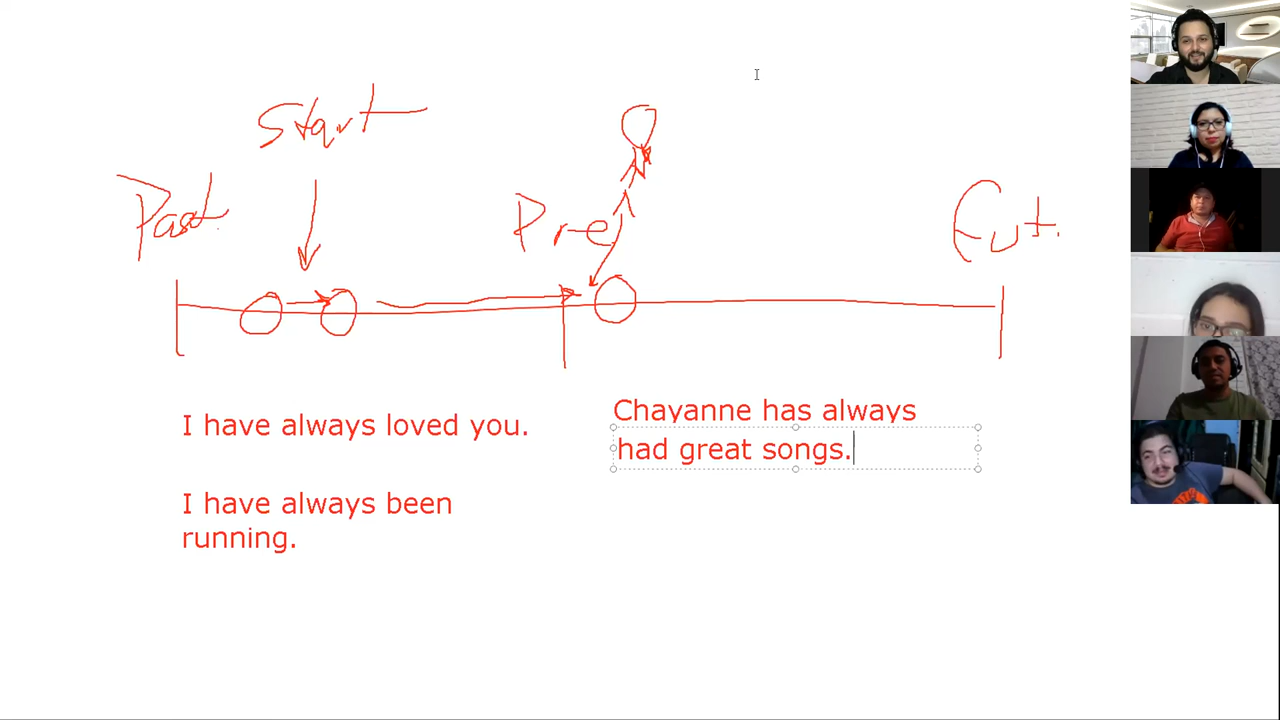 Start
Past
Pre
Fut.
I have always loved you.
I have always been
running.
Chayanne has always
had great songs.